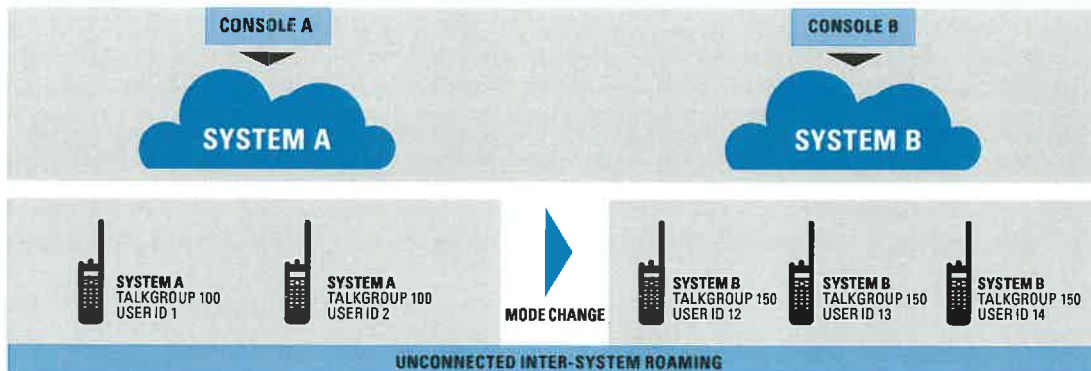 CONSOLE A
CONSOLE B
SYSTEM A
SYSTEM B
SYSTEM A
TALKGROUP 100
USER ID 1
SYSTEM A
TALKGROUP 100
USER ID 2
MODE CHANGE
SYSTEM B
TALKGROUP 150
USER ID 12
SYSTEM B
TALKGROUP 150
USER ID 13
SYSTEM B
TALKGROUP 150
USER ID 14
UNCONNECTED INTER-SYSTEM ROAMING